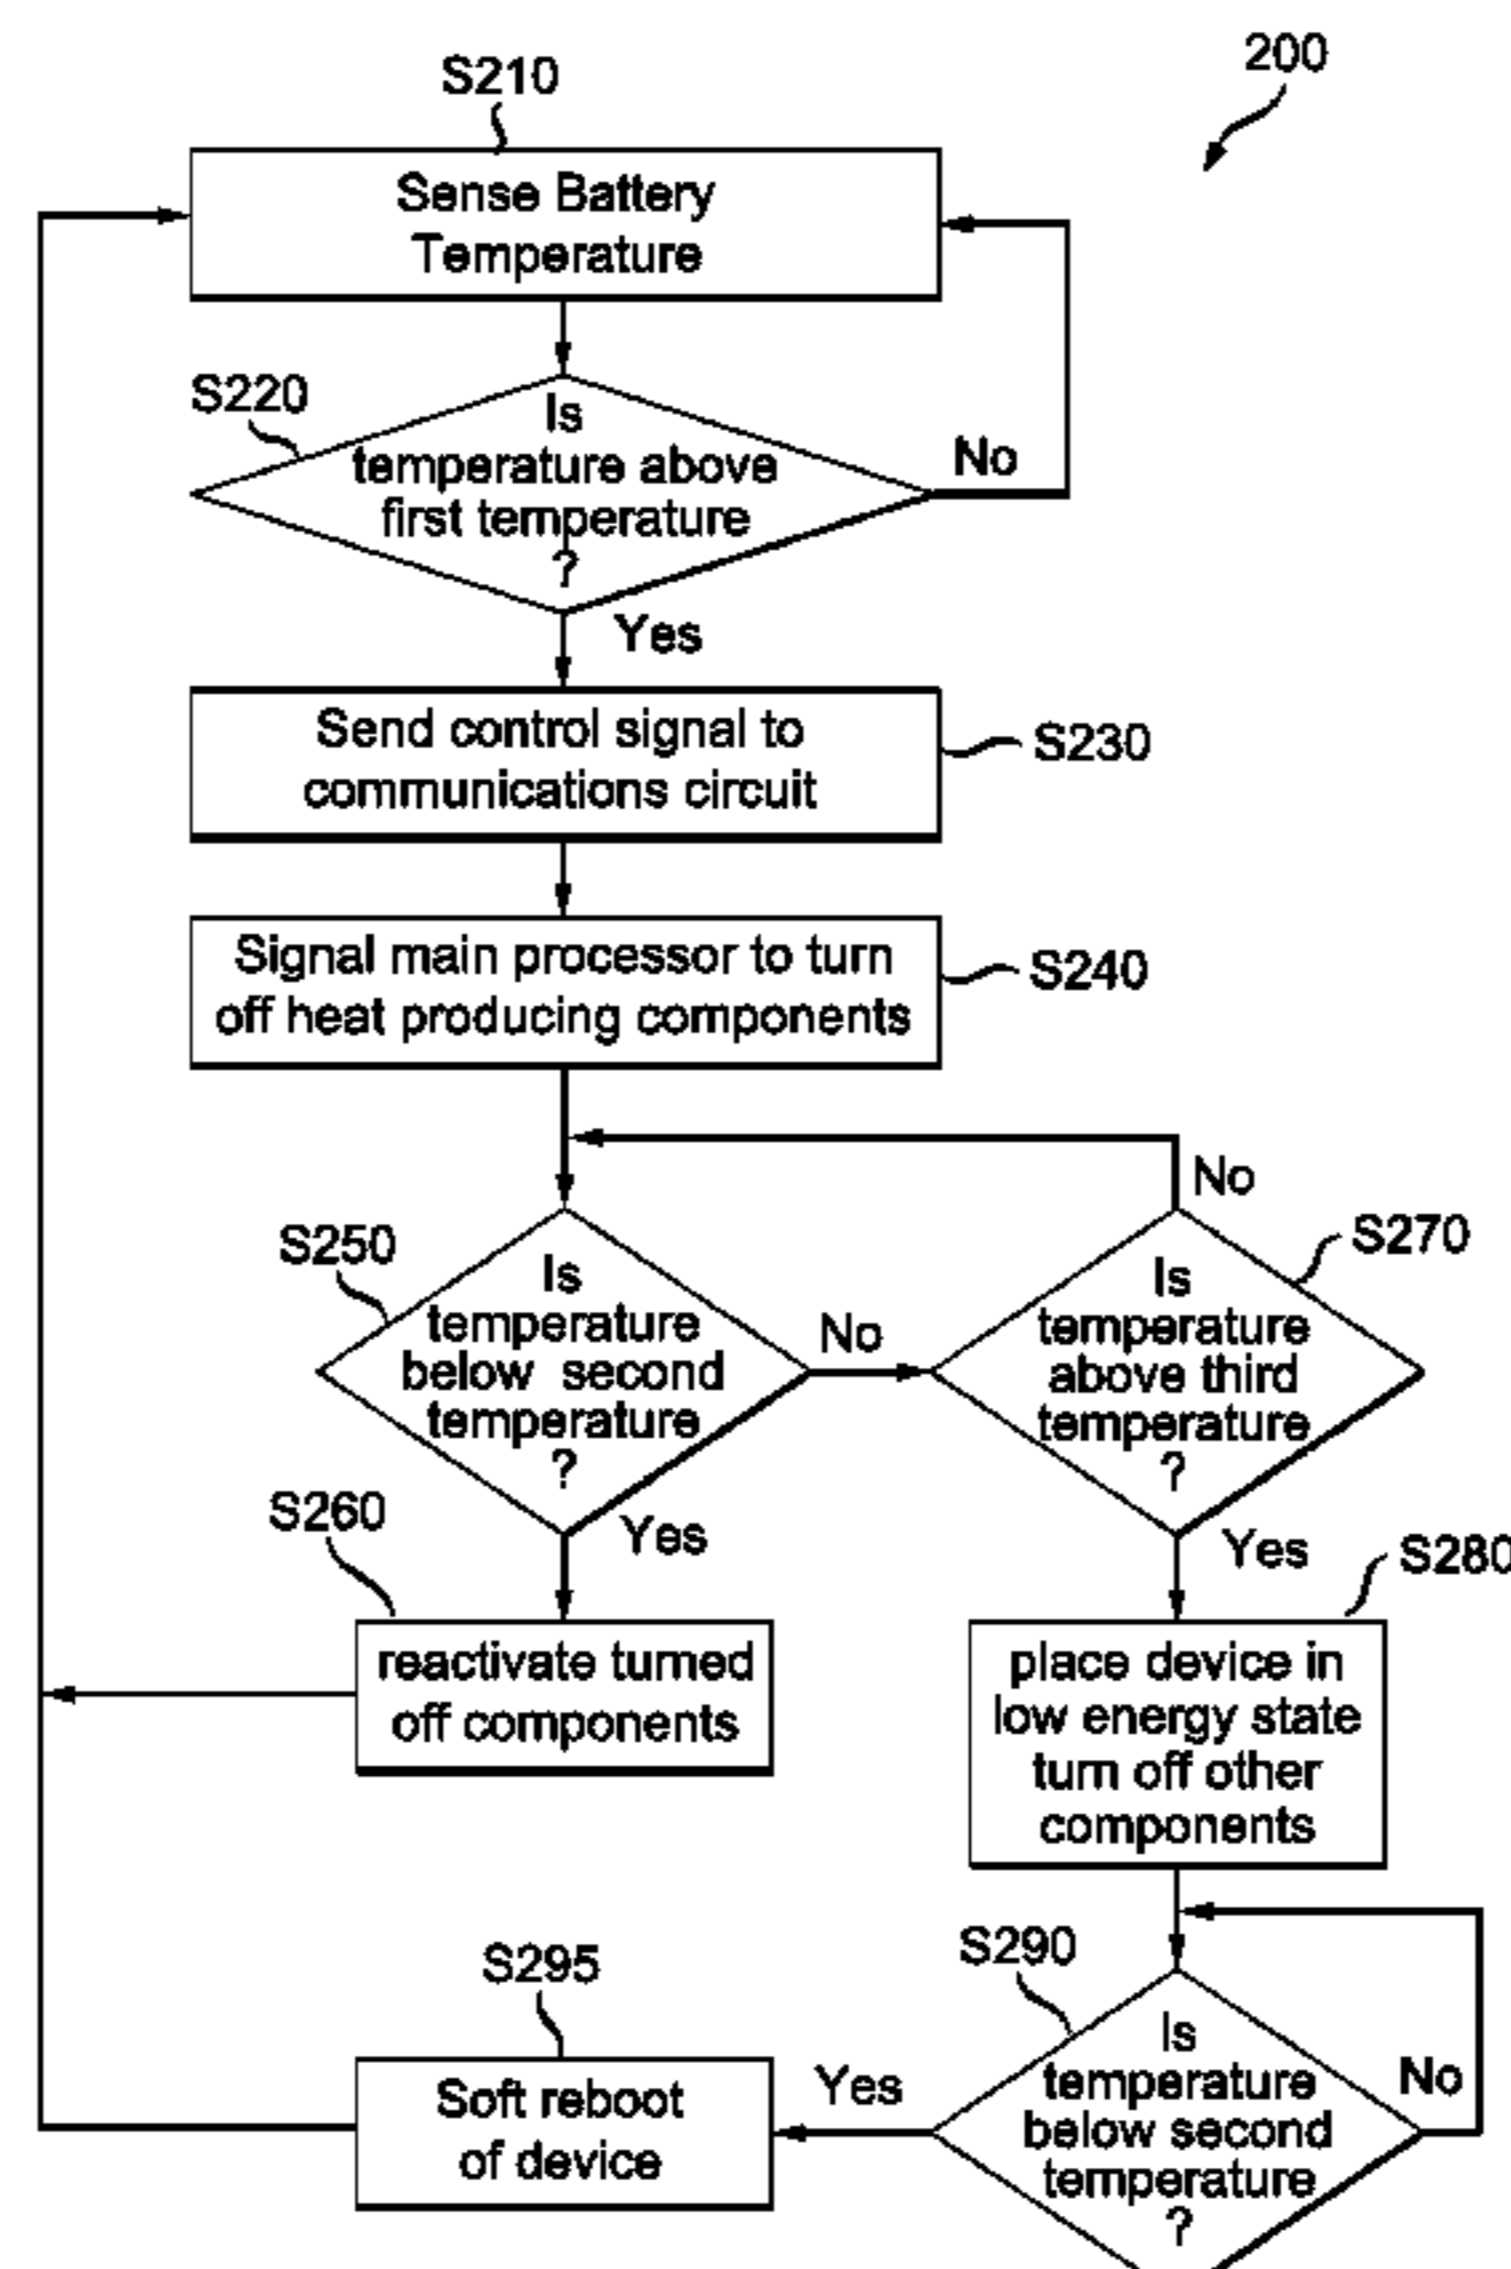 200
S210
Sense Battery
Temperature
S220
Is
temperature above
first temperature
?
No
Yes
Send control signal to
communications circuit
S230
Signal main processor to turn
off heat producing components
S240
No
S250
Is
temperature
below second
temperature
?
No
S270
Is
temperature
above third
temperature
?
Yes
Yes
S260
reactivate turned
off components
S280
place device in
low energy state
turn off other
components
S290
Is
temperature
below second
temperature
?
No
Yes
S295
Soft reboot
of device